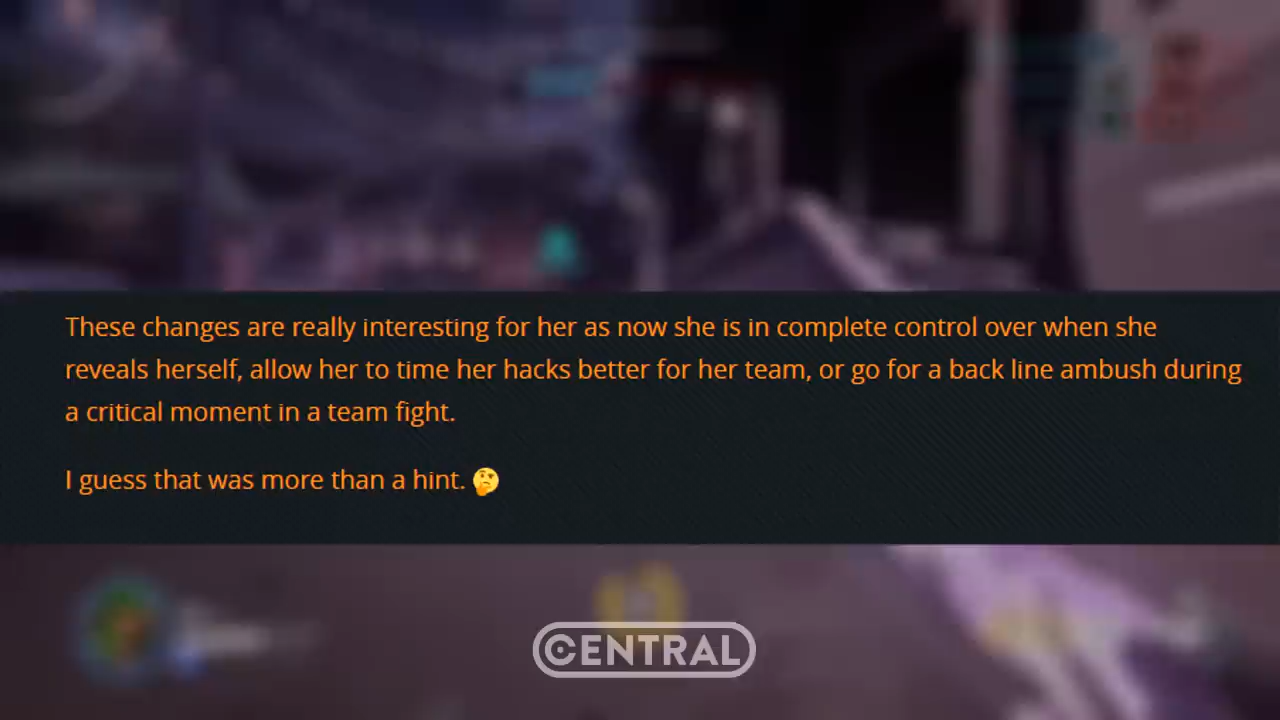 These changes are really interesting for her as now she is in complete control over when she
reveals herself, allow her to time her hacks better for her team, or go for a back line ambush during
a critical moment in a team fight.
I guess that was more than a hint. 🤔
CENTRAL